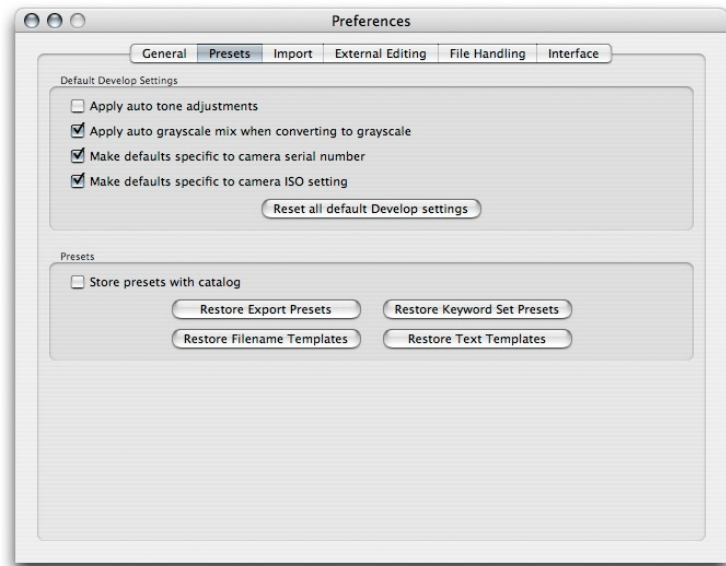 Preferences
General Presets Import External Editing File Handling Interface
Default Develop Settings
Apply auto tone adjustments
Apply auto grayscale mix when converting to grayscale
Make defaults specific to camera serial number
Make defaults specific to camera ISO setting
Reset all default Develop settings
Presets
Store presets with catalog
Restore Export Presets Restore Keyword Set Presets
Restore Filename Templates Restore Text Templates